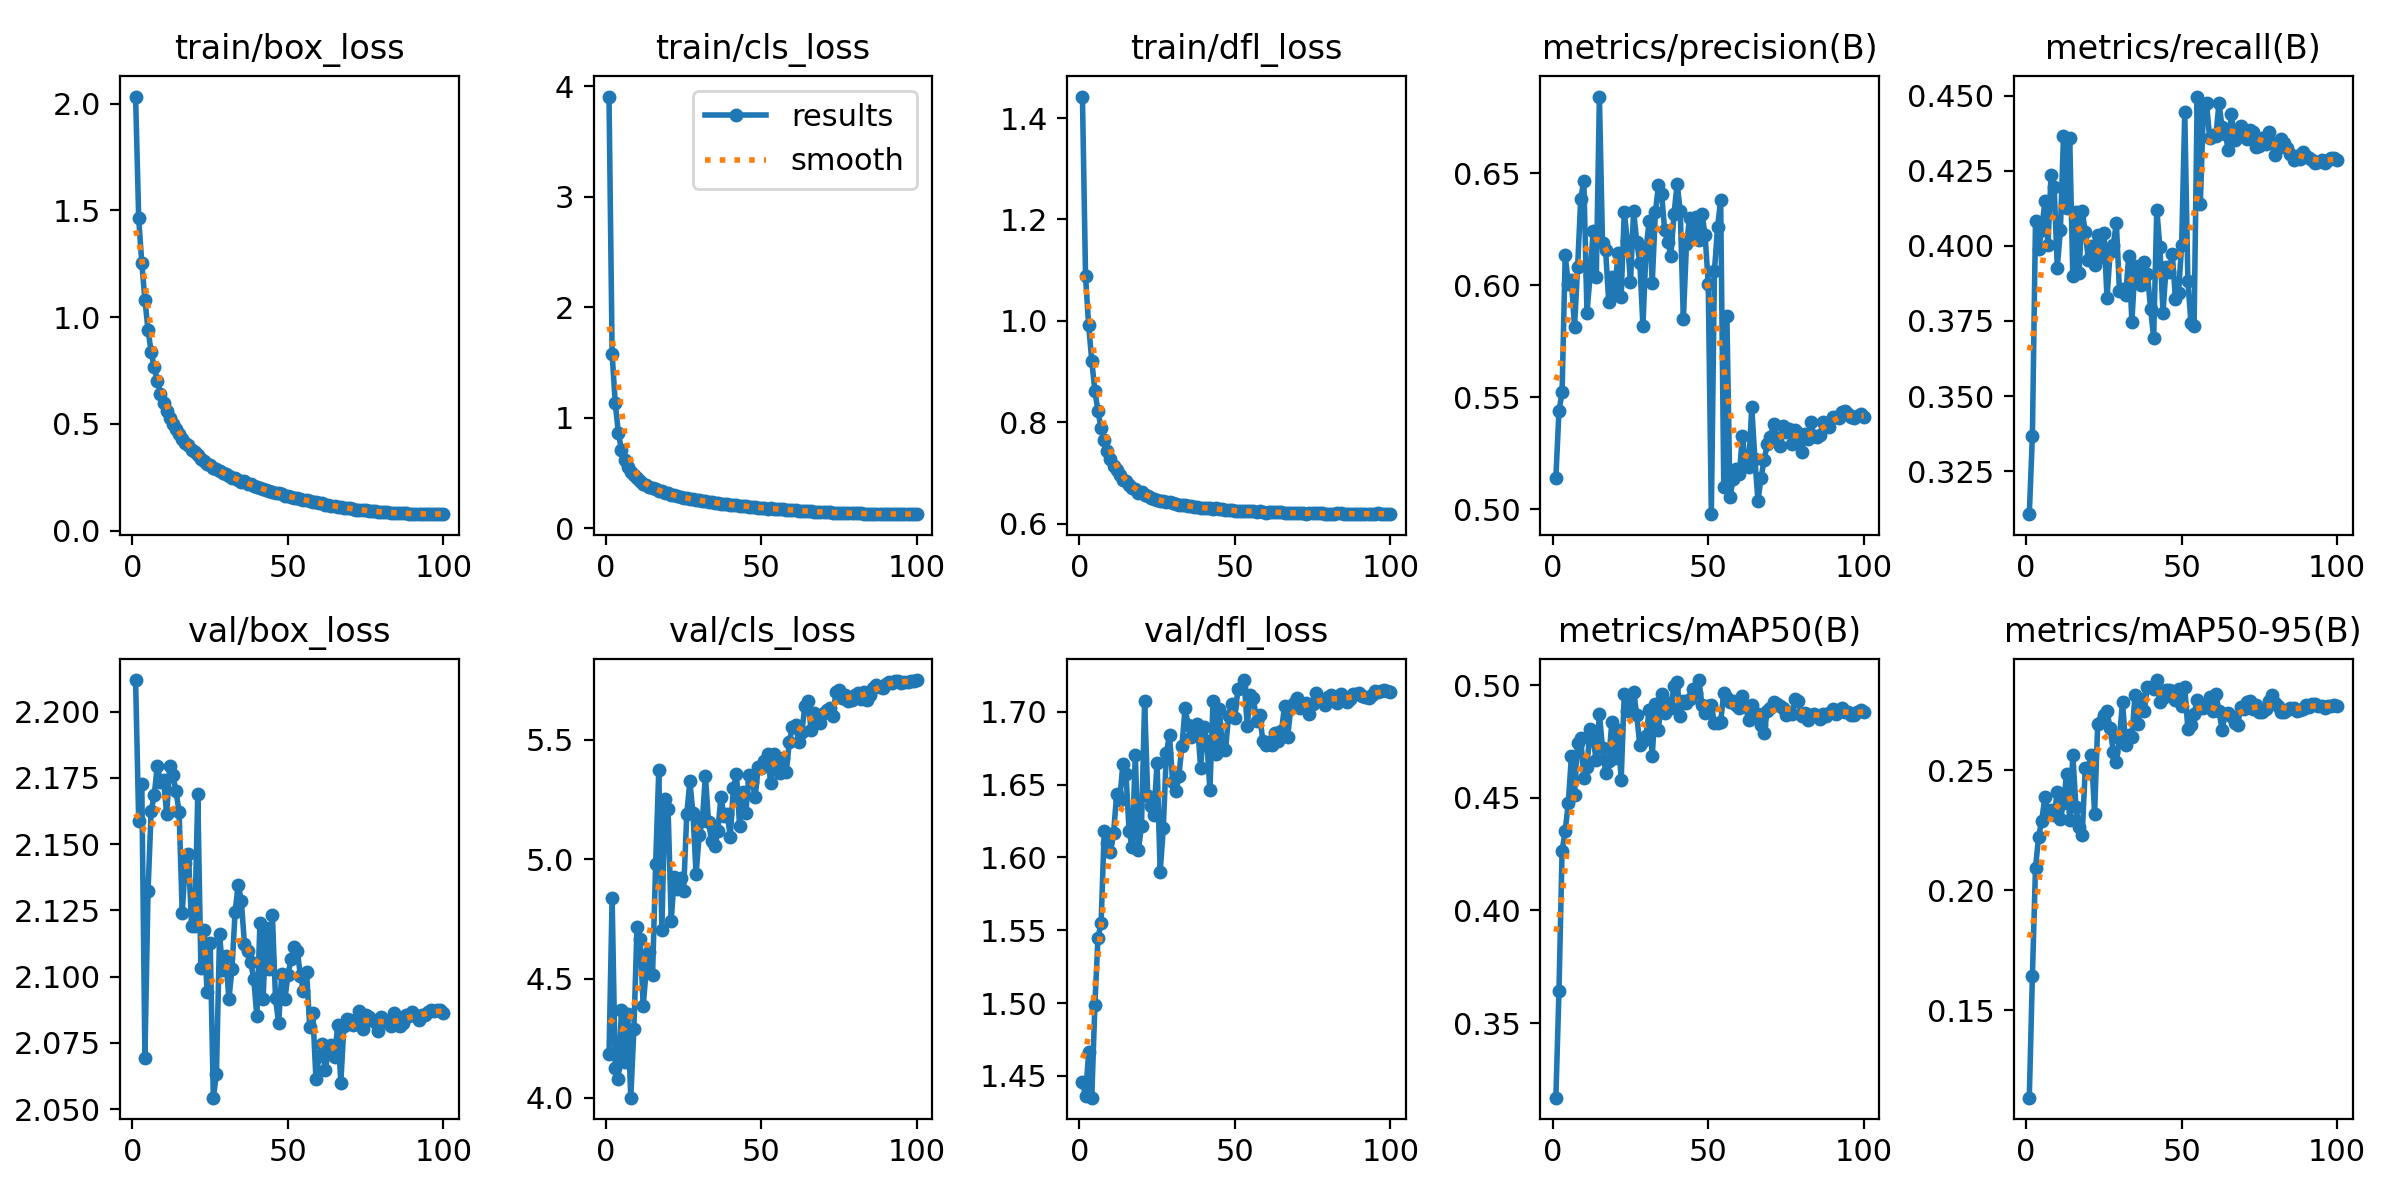 train/box_loss
2.0
1.5
1.0
0.5
0.0
0 50 100
train/cls_loss
4
3
2
1
0
results
smooth
0 50 100
train/dfl_loss
1.4
1.2
1.0
0.8
0.6
0 50 100
metrics/precision(B)
0.65
0.60
0.55
0.50
0 50 100
metrics/recall(B)
0.450
0.425
0.400
0.375
0.350
0.325
0 50 100
val/box_loss
2.200
2.175
2.150
2.125
2.100
2.075
2.050
0 50 100
val/cls_loss
5.5
5.0
4.5
4.0
0 50 100
val/dfl_loss
1.70
1.65
1.60
1.55
1.50
1.45
0 50 100
metrics/mAP50(B)
0.50
0.45
0.40
0.35
0 50 100
metrics/mAP50-95(B)
0.25
0.20
0.15
0 50 100